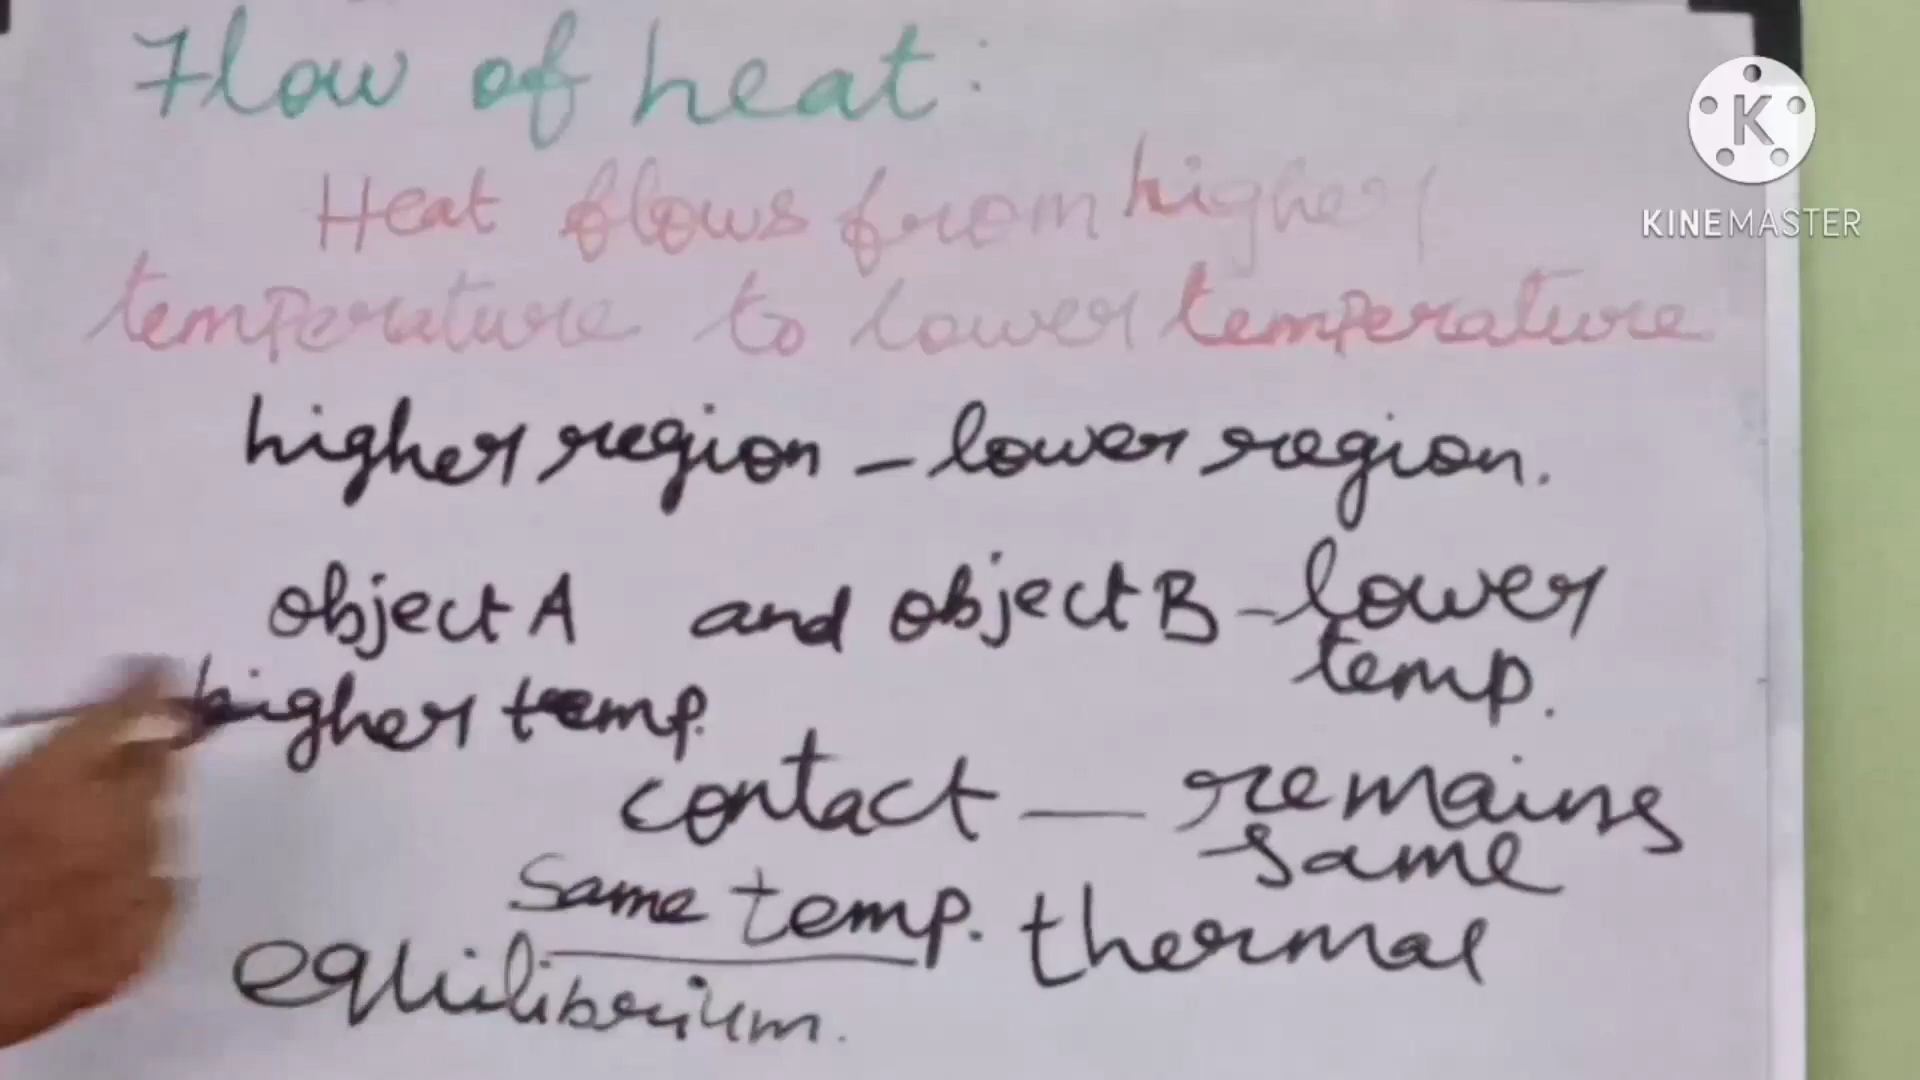 Flow of heat:
Heat flows from higher
temperature to lower temperature
higher region - lower region.
object A and object B - lower
temp.
higher temp.
contact — remains
same
same temp. thermal
equilibrium.
K
KINEMASTER